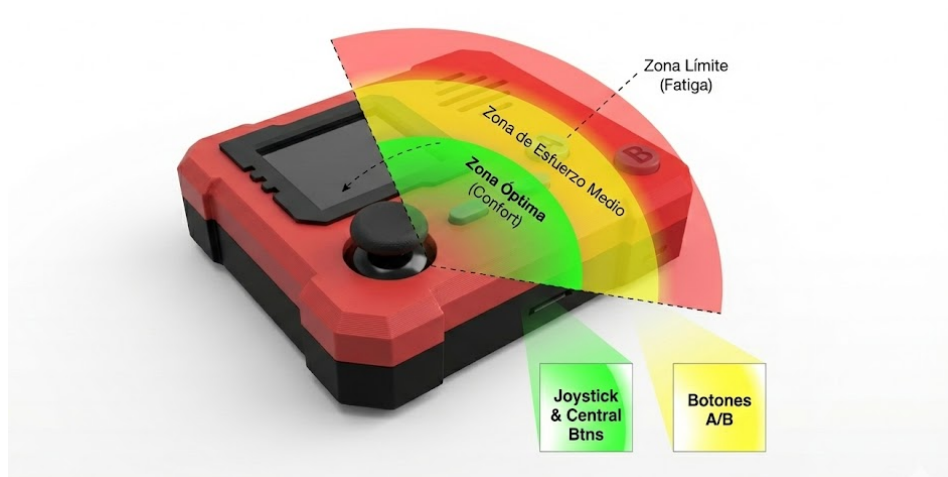 Zona Límite
(Fatiga)
Zona de Esfuerzo Medio
Zona Óptima
(Confort)
B
Joystick
& Central
Btns
Botones
A/B